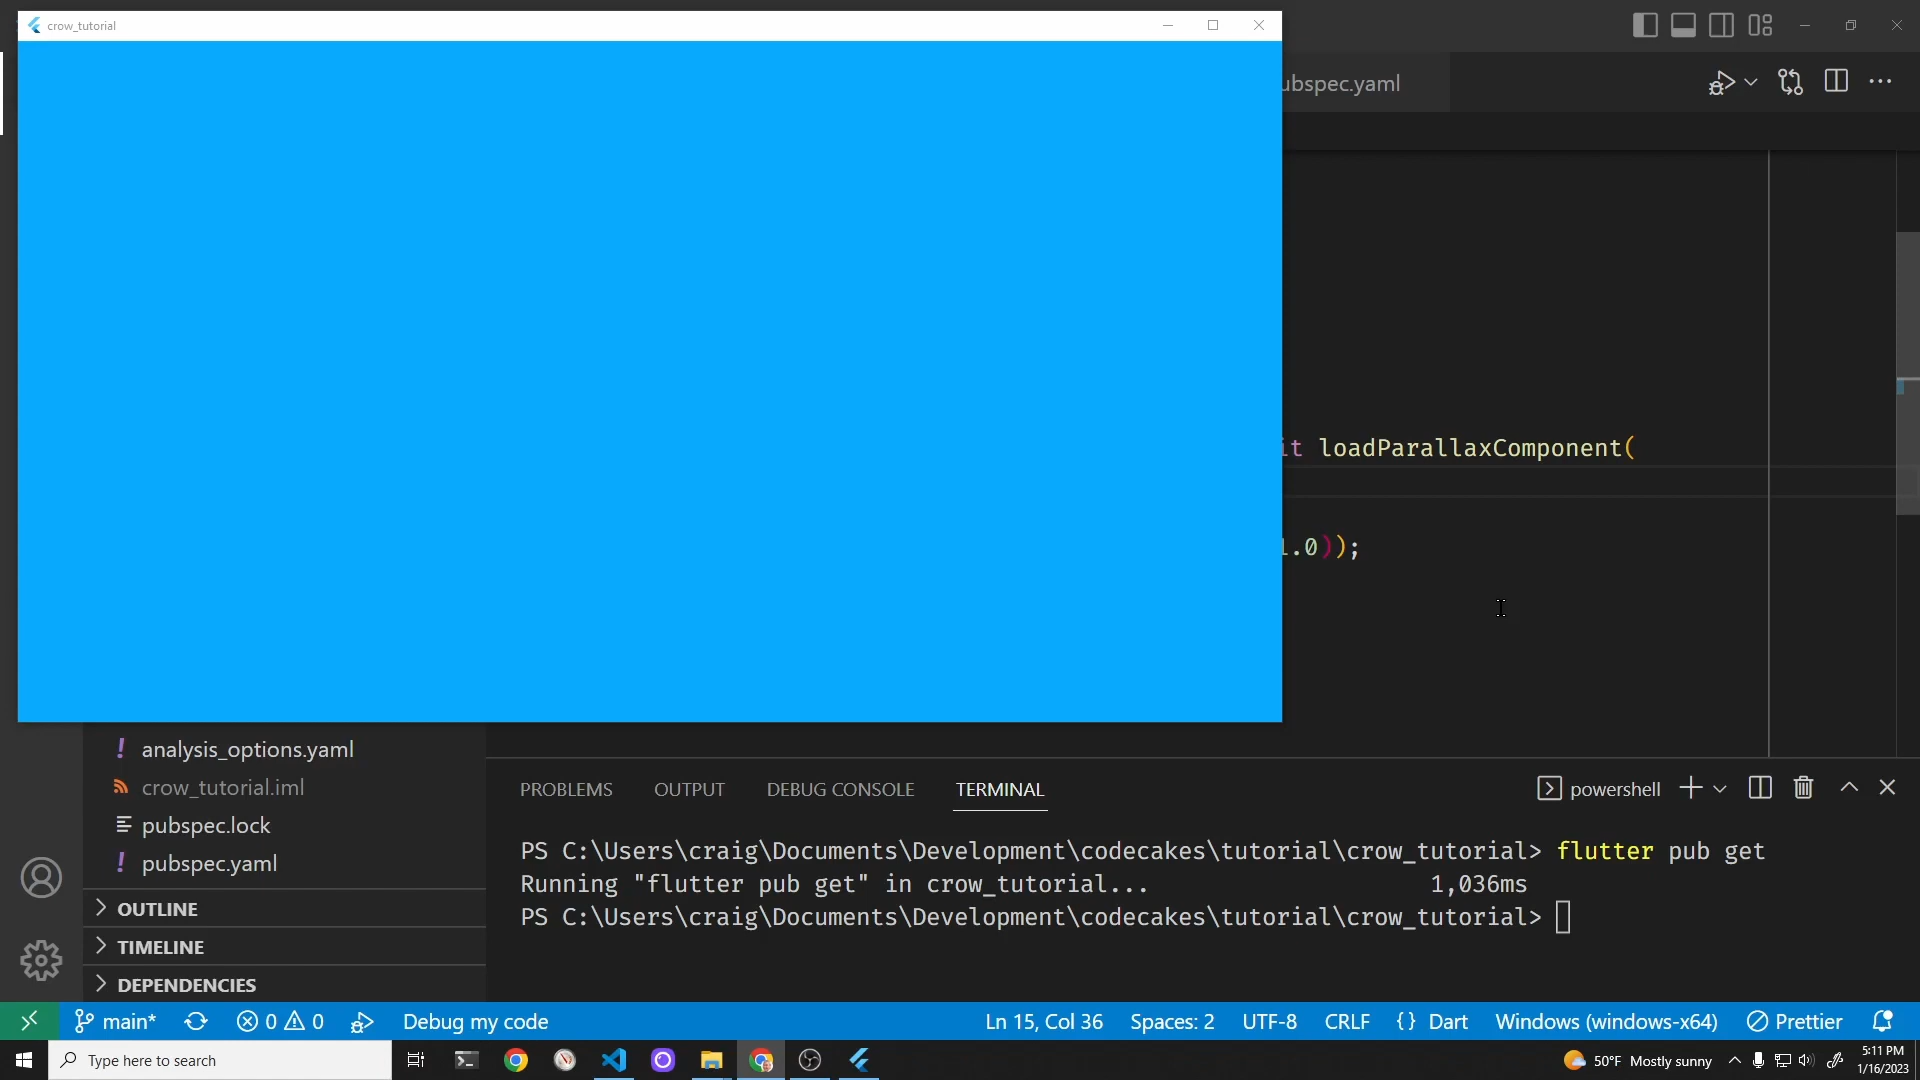 crow_tutorial
ubspec.yaml
it loadParallaxComponent(
1.0));
analysis_options.yaml
crow_tutorial.iml
pubspec.lock
pubspec.yaml
OUTLINE
TIMELINE
DEPENDENCIES
PROBLEMS OUTPUT DEBUG CONSOLE TERMINAL powershell
PS C:\Users\craig\Documents\Development\codecakes\tutorial\crow_tutorial> flutter pub get
Running "flutter pub get" in crow_tutorial... 1,036ms
PS C:\Users\craig\Documents\Development\codecakes\tutorial\crow_tutorial>
main* 0 0 Debug my code Ln 15, Col 36 Spaces: 2 UTF-8 CRLF {} Dart Windows (windows-x64) Prettier
Type here to search 50°F Mostly sunny 5:11 PM
1/16/2023